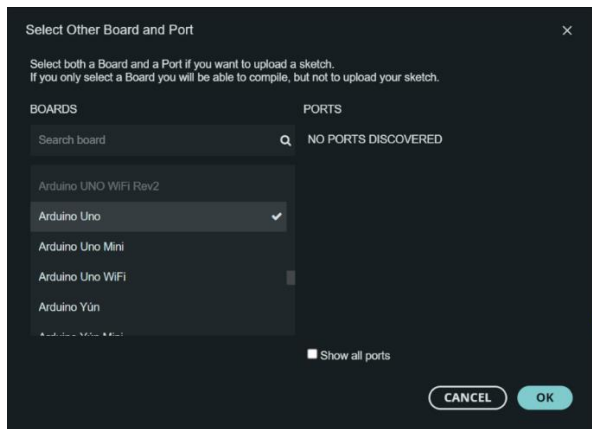 Select Other Board and Port
Select both a Board and a Port if you want to upload a sketch.
If you only select a Board you will be able to compile, but not to upload your sketch.
BOARDS
PORTS
Search board
NO PORTS DISCOVERED
Arduino UNO WiFi Rev2
Arduino Uno
Arduino Uno Mini
Arduino Uno WiFi
Arduino Yún
Arduino Yún Mini
Show all ports
CANCEL
OK